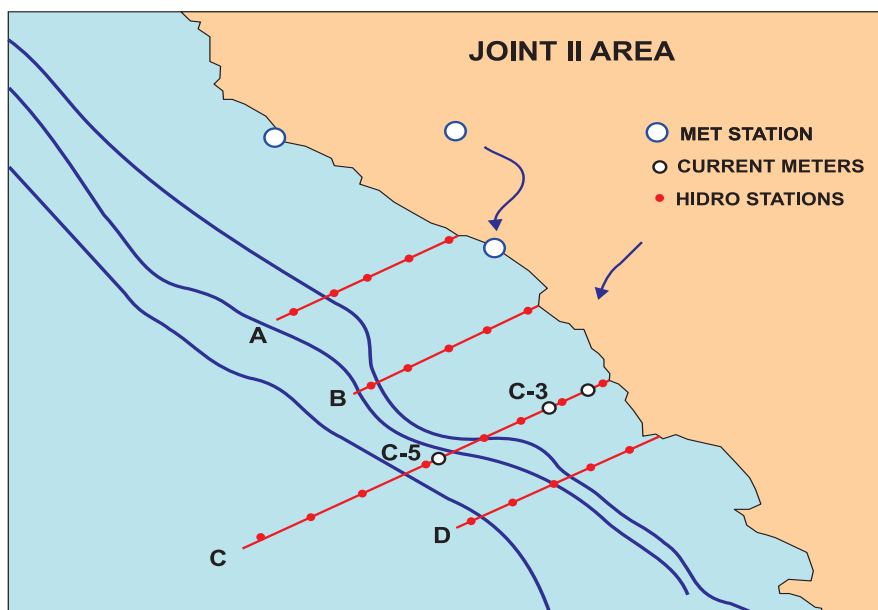 JOINT II AREA
MET STATION
CURRENT METERS
HIDRO STATIONS
A
B
C-3
C-5
D
C